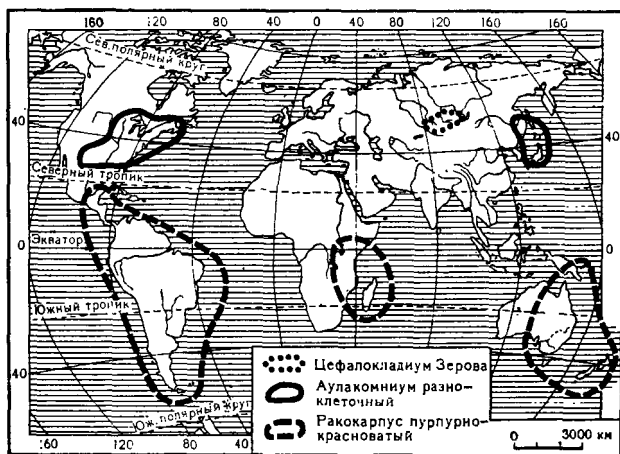 160 120 80 40 0 40 80 120 160
Сев. полярный круг
40 40
Северный тропик
0 Экватор 0
Южный тропик
40 40
Юж. полярный круг
160 120 80 40
Цефалокладиум Зерова
Аулакомниум разно-
клеточный
Ракокарпус пурпурно-
красноватый
0 3000 км